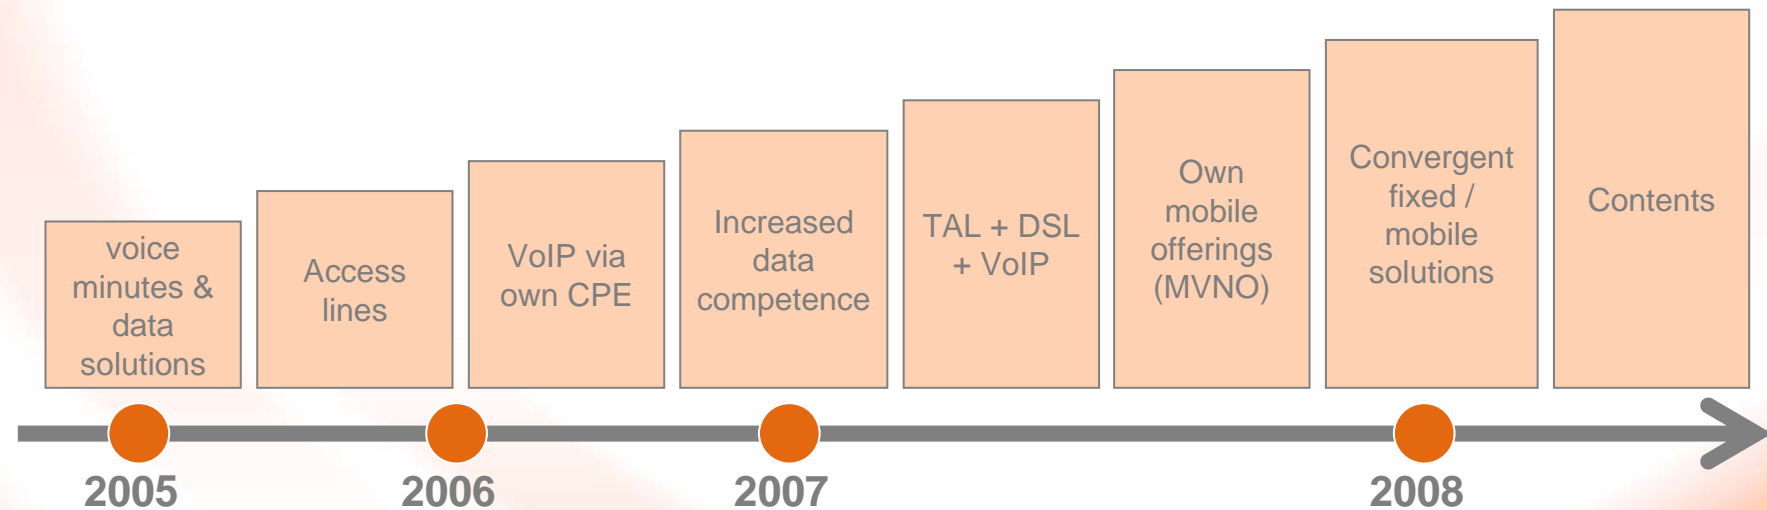 voice
minutes &
data
solutions
Access
lines
VoIP via
own CPE
Increased
data
competence
TAL + DSL
+ VoIP
Own
mobile
offerings
(MVNO)
Convergent
fixed /
mobile
solutions
Contents
2005
2006
2007
2008